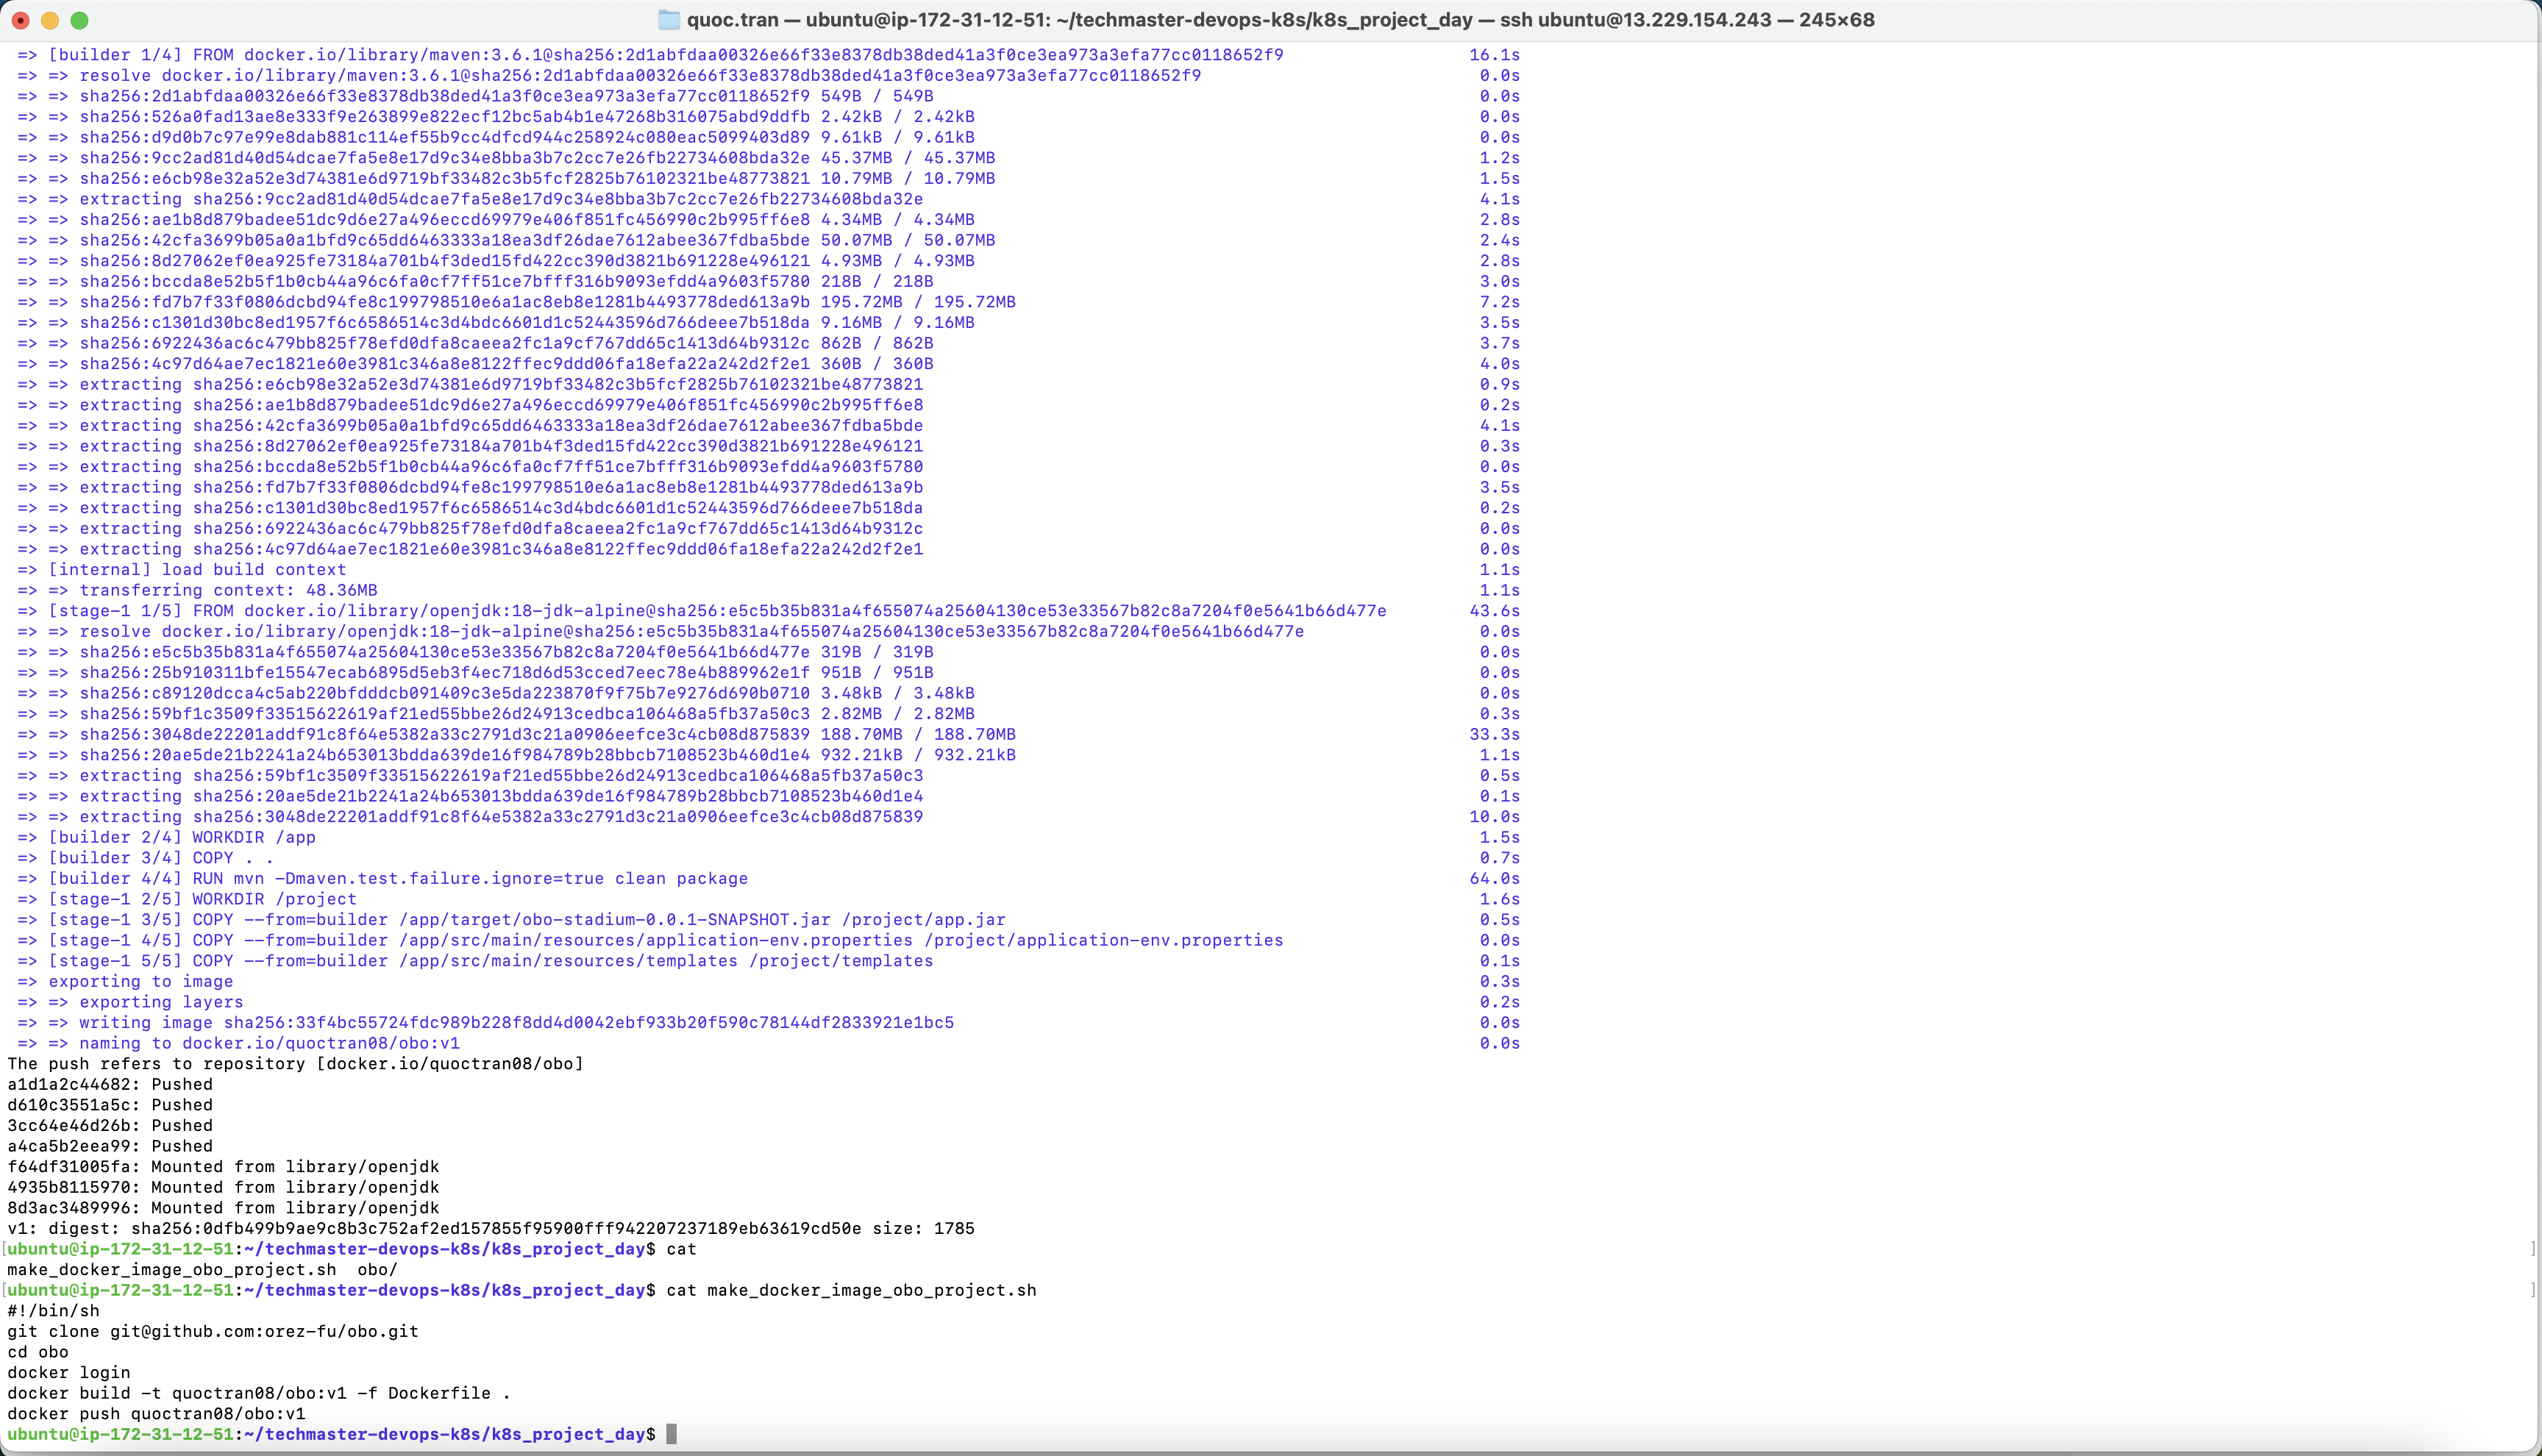 quoc.tran — ubuntu@ip-172-31-12-51: ~/techmaster-devops-k8s/k8s_project_day — ssh ubuntu@13.229.154.243 — 245×68
=> [builder 1/4] FROM docker.io/library/maven:3.6.1@sha256:2d1abfdaa00326e66f33e8378db38ded41a3f0ce3ea973a3efa77cc0118652f9 16.1s
=> => resolve docker.io/library/maven:3.6.1@sha256:2d1abfdaa00326e66f33e8378db38ded41a3f0ce3ea973a3efa77cc0118652f9 0.0s
=> => sha256:2d1abfdaa00326e66f33e8378db38ded41a3f0ce3ea973a3efa77cc0118652f9 549B / 549B 0.0s
=> => sha256:526a0fad13ae8e333f9e263899e822ecf12bc5ab4b1e47268b316075abd9ddfb 2.42kB / 2.42kB 0.0s
=> => sha256:d9d0b7c97e99e8dab881c114ef55b9cc4dfcd944c258924c080eac5099403d89 9.61kB / 9.61kB 0.0s
=> => sha256:9cc2ad81d40d54dcae7fa5e8e17d9c34e8bba3b7c2cc7e26fb22734608bda32e 45.37MB / 45.37MB 1.2s
=> => sha256:e6cb98e32a52e3d74381e6d9719bf33482c3b5fcf2825b76102321be48773821 10.79MB / 10.79MB 1.5s
=> => extracting sha256:9cc2ad81d40d54dcae7fa5e8e17d9c34e8bba3b7c2cc7e26fb22734608bda32e 4.1s
=> => sha256:ae1b8d879badee51dc9d6e27a496eccd69979e406f851fc456990c2b995ff6e8 4.34MB / 4.34MB 2.8s
=> => sha256:42cfa3699b05a0a1bfd9c65dd6463333a18ea3df26dae7612abee367fdba5bde 50.07MB / 50.07MB 2.4s
=> => sha256:8d27062ef0ea925fe73184a701b4f3ded15fd422cc390d3821b691228e496121 4.93MB / 4.93MB 2.8s
=> => sha256:bccda8e52b5f1b0cb44a96c6fa0cf7ff51ce7bfff316b9093efdd4a9603f5780 218B / 218B 3.0s
=> => sha256:fd7b7f33f0806dcbd94fe8c199798510e6a1ac8eb8e1281b4493778ded613a9b 195.72MB / 195.72MB 7.2s
=> => sha256:c1301d30bc8ed1957f6c6586514c3d4bdc6601d1c52443596d766deee7b518da 9.16MB / 9.16MB 3.5s
=> => sha256:6922436ac6c479bb825f78efd0dfa8caeea2fc1a9cf767dd65c1413d64b9312c 862B / 862B 3.7s
=> => sha256:4c97d64ae7ec1821e60e3981c346a8e8122ffec9ddd06fa18efa22a242d2f2e1 360B / 360B 4.0s
=> => extracting sha256:e6cb98e32a52e3d74381e6d9719bf33482c3b5fcf2825b76102321be48773821 0.9s
=> => extracting sha256:ae1b8d879badee51dc9d6e27a496eccd69979e406f851fc456990c2b995ff6e8 0.2s
=> => extracting sha256:42cfa3699b05a0a1bfd9c65dd6463333a18ea3df26dae7612abee367fdba5bde 4.1s
=> => extracting sha256:8d27062ef0ea925fe73184a701b4f3ded15fd422cc390d3821b691228e496121 0.3s
=> => extracting sha256:bccda8e52b5f1b0cb44a96c6fa0cf7ff51ce7bfff316b9093efdd4a9603f5780 0.0s
=> => extracting sha256:fd7b7f33f0806dcbd94fe8c199798510e6a1ac8eb8e1281b4493778ded613a9b 3.5s
=> => extracting sha256:c1301d30bc8ed1957f6c6586514c3d4bdc6601d1c52443596d766deee7b518da 0.2s
=> => extracting sha256:6922436ac6c479bb825f78efd0dfa8caeea2fc1a9cf767dd65c1413d64b9312c 0.0s
=> => extracting sha256:4c97d64ae7ec1821e60e3981c346a8e8122ffec9ddd06fa18efa22a242d2f2e1 0.0s
=> [internal] load build context 1.1s
=> => transferring context: 48.36MB 1.1s
=> [stage-1 1/5] FROM docker.io/library/openjdk:18-jdk-alpine@sha256:e5c5b35b831a4f655074a25604130ce53e33567b82c8a7204f0e5641b66d477e 43.6s
=> => resolve docker.io/library/openjdk:18-jdk-alpine@sha256:e5c5b35b831a4f655074a25604130ce53e33567b82c8a7204f0e5641b66d477e 0.0s
=> => sha256:e5c5b35b831a4f655074a25604130ce53e33567b82c8a7204f0e5641b66d477e 319B / 319B 0.0s
=> => sha256:25b910311bfe15547ecab6895d5eb3f4ec718d6d53cced7eec78e4b889962e1f 951B / 951B 0.0s
=> => sha256:c89120dcca4c5ab220bfdddcb091409c3e5da223870f9f75b7e9276d690b0710 3.48kB / 3.48kB 0.0s
=> => sha256:59bf1c3509f33515622619af21ed55bbe26d24913cedbca106468a5fb37a50c3 2.82MB / 2.82MB 0.3s
=> => sha256:3048de22201addf91c8f64e5382a33c2791d3c21a0906eefce3c4cb08d875839 188.70MB / 188.70MB 33.3s
=> => sha256:20ae5de21b2241a24b653013bdda639de16f984789b28bbcb7108523b460d1e4 932.21kB / 932.21kB 1.1s
=> => extracting sha256:59bf1c3509f33515622619af21ed55bbe26d24913cedbca106468a5fb37a50c3 0.5s
=> => extracting sha256:20ae5de21b2241a24b653013bdda639de16f984789b28bbcb7108523b460d1e4 0.1s
=> => extracting sha256:3048de22201addf91c8f64e5382a33c2791d3c21a0906eefce3c4cb08d875839 10.0s
=> [builder 2/4] WORKDIR /app 1.5s
=> [builder 3/4] COPY . . 0.7s
=> [builder 4/4] RUN mvn -Dmaven.test.failure.ignore=true clean package 64.0s
=> [stage-1 2/5] WORKDIR /project 1.6s
=> [stage-1 3/5] COPY --from=builder /app/target/obo-stadium-0.0.1-SNAPSHOT.jar /project/app.jar 0.5s
=> [stage-1 4/5] COPY --from=builder /app/src/main/resources/application-env.properties /project/application-env.properties 0.0s
=> [stage-1 5/5] COPY --from=builder /app/src/main/resources/templates /project/templates 0.1s
=> exporting to image 0.3s
=> => exporting layers 0.2s
=> => writing image sha256:33f4bc55724fdc989b228f8dd4d0042ebf933b20f590c78144df2833921e1bc5 0.0s
=> => naming to docker.io/quoctran08/obo:v1 0.0s
The push refers to repository [docker.io/quoctran08/obo]
a1d1a2c44682: Pushed
d610c3551a5c: Pushed
3cc64e46d26b: Pushed
a4ca5b2eea99: Pushed
f64df31005fa: Mounted from library/openjdk
4935b8115970: Mounted from library/openjdk
8d3ac3489996: Mounted from library/openjdk
v1: digest: sha256:0dfb499b9ae9c8b3c752af2ed157855f95900fff942207237189eb63619cd50e size: 1785
[ubuntu@ip-172-31-12-51:~/techmaster-devops-k8s/k8s_project_day$ cat ]
make_docker_image_obo_project.sh obo/
[ubuntu@ip-172-31-12-51:~/techmaster-devops-k8s/k8s_project_day$ cat make_docker_image_obo_project.sh ]
#!/bin/sh
git clone git@github.com:orez-fu/obo.git
cd obo
docker login
docker build -t quoctran08/obo:v1 -f Dockerfile .
docker push quoctran08/obo:v1
ubuntu@ip-172-31-12-51:~/techmaster-devops-k8s/k8s_project_day$